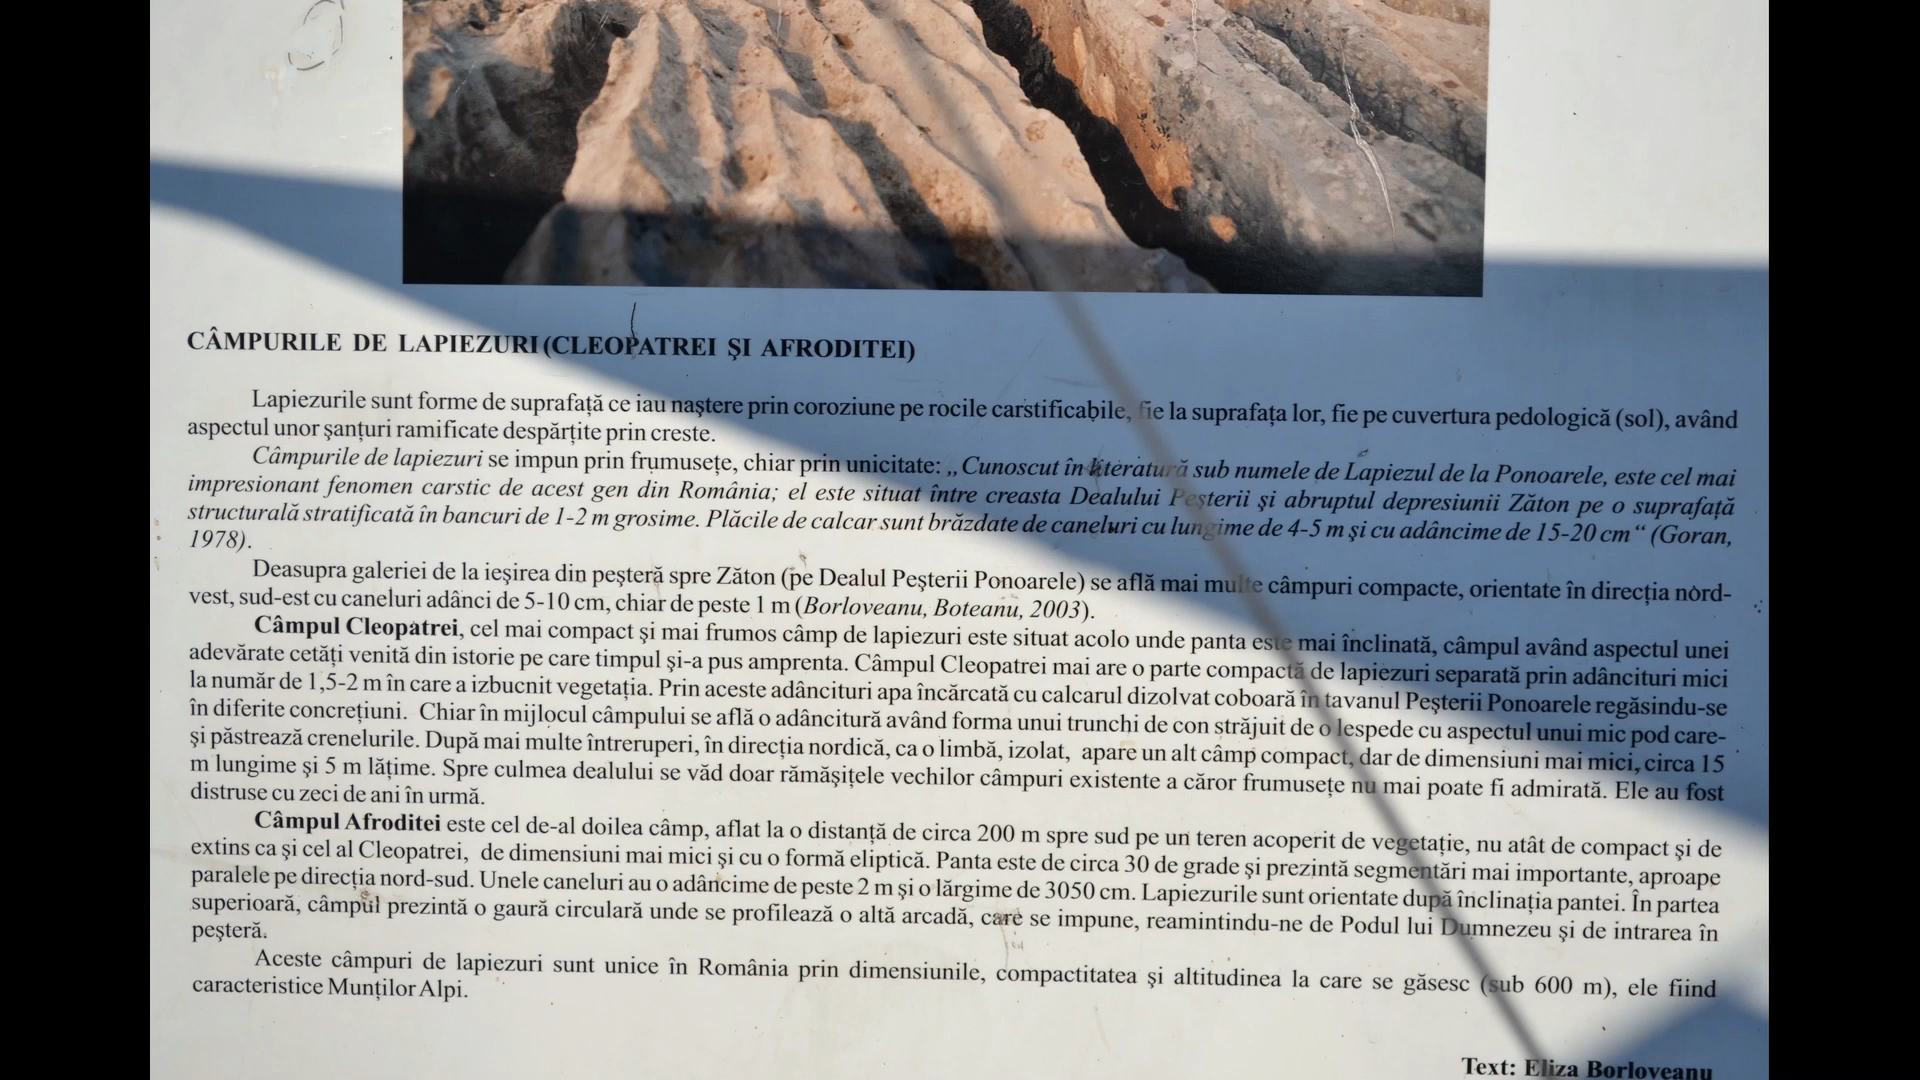 CÂMPURILE DE LAPIEZURI (CLEOPATREI ŞI AFRODITEI)
Lapiezurile sunt forme de suprafaţă ce iau naştere prin coroziune pe rocile carstificabile, fie la suprafaţa lor, fie pe cuvertura pedologică (sol), având
aspectul unor şanţuri ramificate despărţite prin creste.
Câmpurile de lapiezuri se impun prin frumuseţe, chiar prin unicitate: „Cunoscut în literatură sub numele de Lapiezul de la Ponoarele, este cel mai
impresionant fenomen carstic de acest gen din România; el este situat între creasta Dealului Peşterii şi abruptul depresiunii Zăton pe o suprafaţă
structurală stratificată în bancuri de 1-2 m grosime. Plăcile de calcar sunt brăzdate de caneluri cu lungime de 4-5 m şi cu adâncime de 15-20 cm“ (Goran,
1978).
Deasupra galeriei de la ieşirea din peşteră spre Zăton (pe Dealul Peşterii Ponoarele) se află mai multe câmpuri compacte, orientate în direcţia nord-
vest, sud-est cu caneluri adânci de 5-10 cm, chiar de peste 1 m (Borloveanu, Boteanu, 2003).
Câmpul Cleopatrei, cel mai compact şi mai frumos câmp de lapiezuri este situat acolo unde panta este mai înclinată, câmpul având aspectul unei
adevărate cetăţi venită din istorie pe care timpul şi-a pus amprenta. Câmpul Cleopatrei mai are o parte compactă de lapiezuri separată prin adâncituri mici
la număr de 1,5-2 m în care a izbucnit vegetaţia. Prin aceste adâncituri apa încărcată cu calcarul dizolvat coboară în tavanul Peşterii Ponoarele regăsindu-se
în diferite concreţiuni. Chiar în mijlocul câmpului se află o adâncitură având forma unui trunchi de con străjuit de o lespede cu aspectul unui mic pod care-
şi păstrează crenelurile. După mai multe întreruperi, în direcţia nordică, ca o limbă, izolat, apare un alt câmp compact, dar de dimensiuni mai mici, circa 15
m lungime şi 5 m lăţime. Spre culmea dealului se văd doar rămăşiţele vechilor câmpuri existente a căror frumuseţe nu mai poate fi admirată. Ele au fost
distruse cu zeci de ani în urmă.
Câmpul Afroditei este cel de-al doilea câmp, aflat la o distanţă de circa 200 m spre sud pe un teren acoperit de vegetaţie, nu atât de compact şi de
extins ca şi cel al Cleopatrei, de dimensiuni mai mici şi cu o formă eliptică. Panta este de circa 30 de grade şi prezintă segmentări mai importante, aproape
paralele pe direcţia nord-sud. Unele caneluri au o adâncime de peste 2 m şi o lărgime de 3050 cm. Lapiezurile sunt orientate după înclinaţia pantei. În partea
superioară, câmpul prezintă o gaură circulară unde se profilează o altă arcadă, care se impune, reamintindu-ne de Podul lui Dumnezeu şi de intrarea în
peşteră.
Aceste câmpuri de lapiezuri sunt unice în România prin dimensiunile, compactitatea şi altitudinea la care se găsesc (sub 600 m), ele fiind
caracteristice Munţilor Alpi.
Text: Eliza Borloveanu